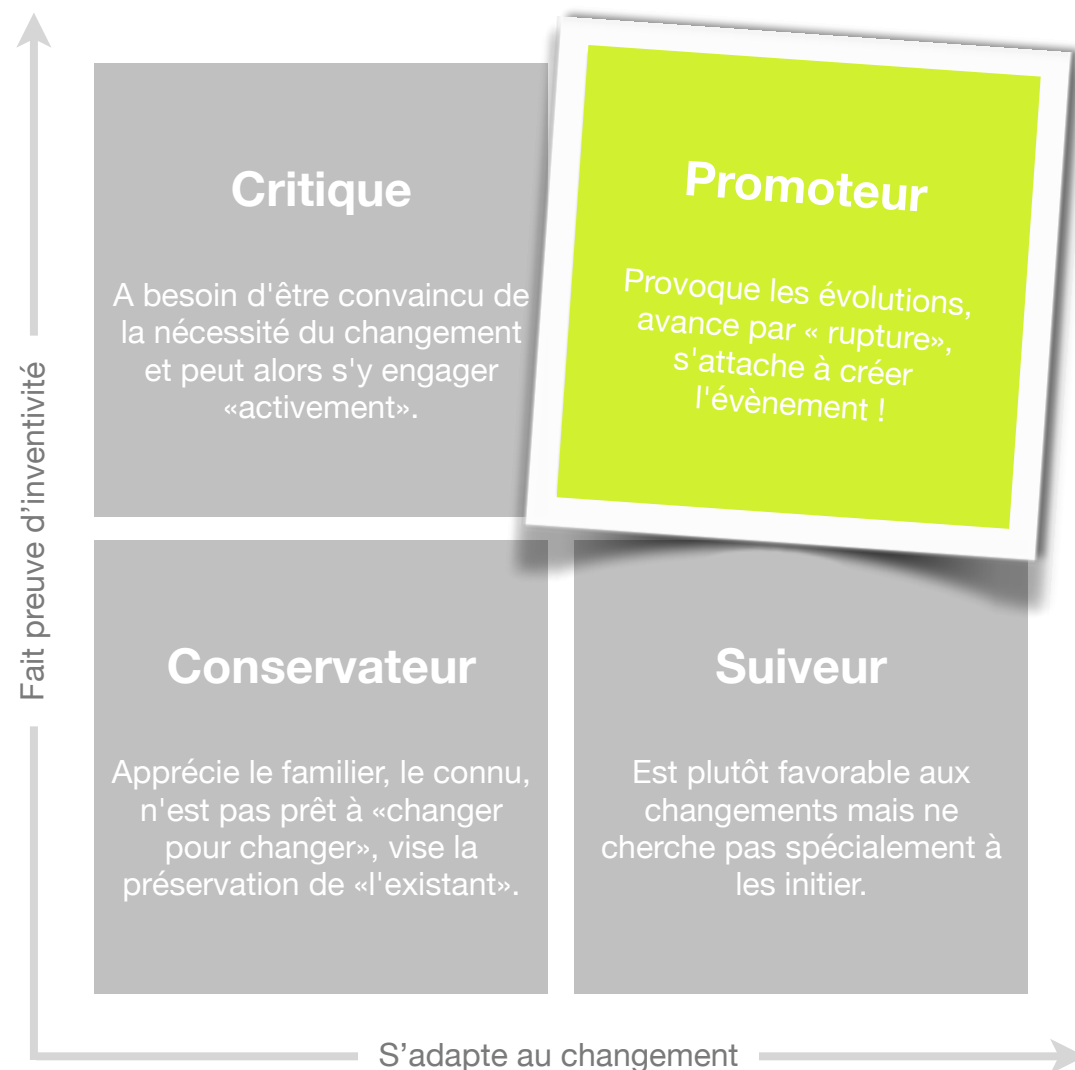 Critique
A besoin d'être convaincu de
la nécessité du changement
et peut alors s'y engager
«activement».
Promoteur
Provoque les évolutions,
avance par « rupture»,
s'attache à créer
l'évènement !
Fait preuve d’inventivité
Conservateur
Apprécie le familier, le connu,
n'est pas prêt à «changer
pour changer», vise la
préservation de «l'existant».
Suiveur
Est plutôt favorable aux
changements mais ne
cherche pas spécialement à
les initier.
S’adapte au changement